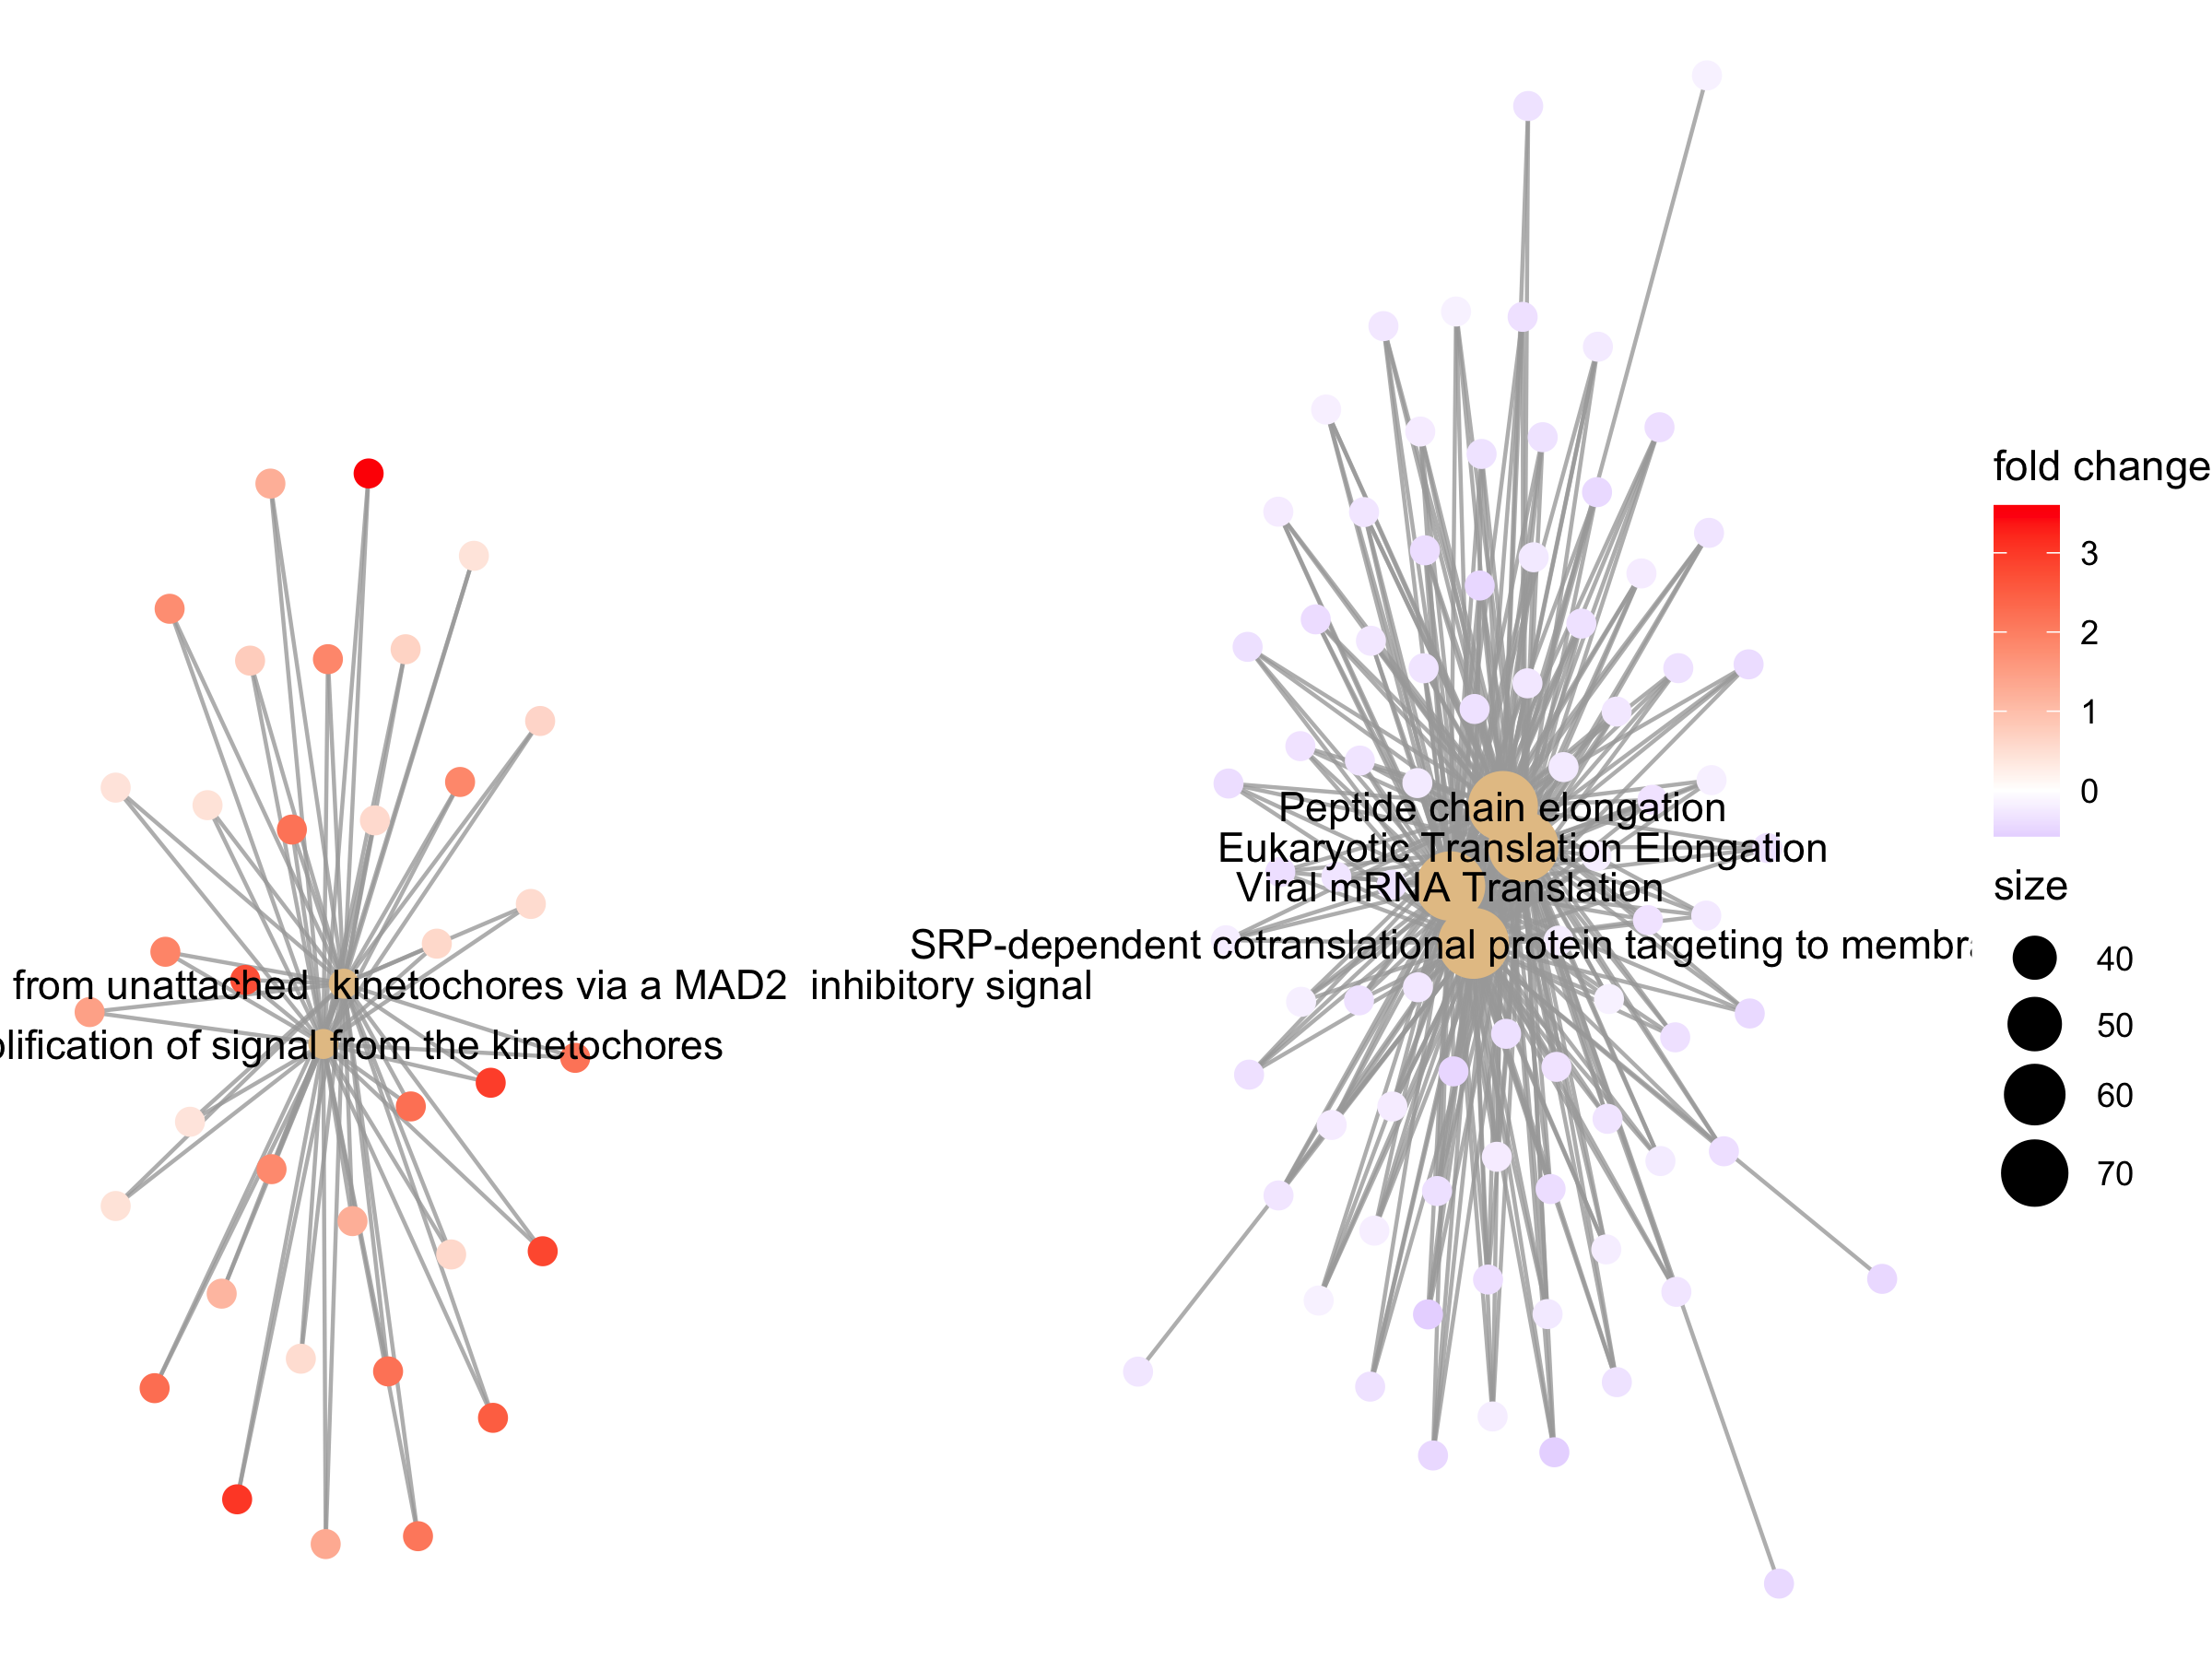 Peptide chain elongation
Eukaryotic Translation Elongation
Viral mRNA Translation
SRP-dependent cotranslational protein targeting to
from unattached  kinetochores via a MAD2  inhibitory signal
of signal from the kinetochores
fold change
3
2
1
0
size
40
50
60
70